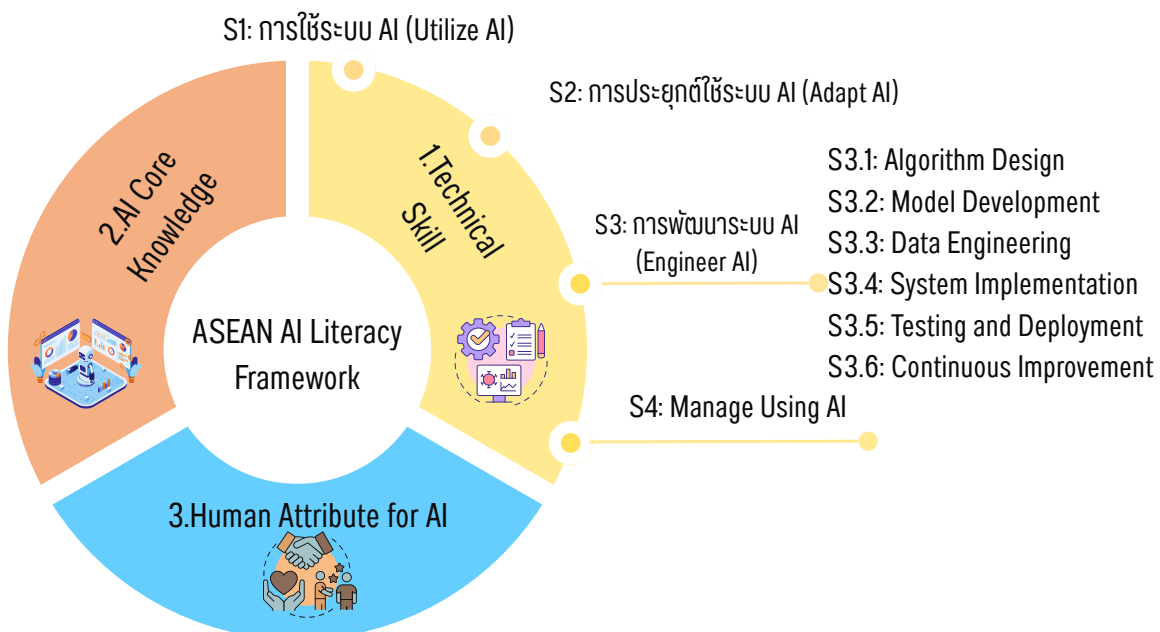 S1: การใช้ระบบ AI (Utilize AI)
S2: การประยุกต์ใช้ระบบ AI (Adapt AI)
S3: การพัฒนาระบบ AI
(Engineer AI)
S3.1: Algorithm Design
S3.2: Model Development
S3.3: Data Engineering
S3.4: System Implementation
S3.5: Testing and Deployment
S3.6: Continuous Improvement
S4: Manage Using AI
1.Technical
Skill
2.AI Core
Knowledge
ASEAN AI Literacy
Framework
3.Human Attribute for AI